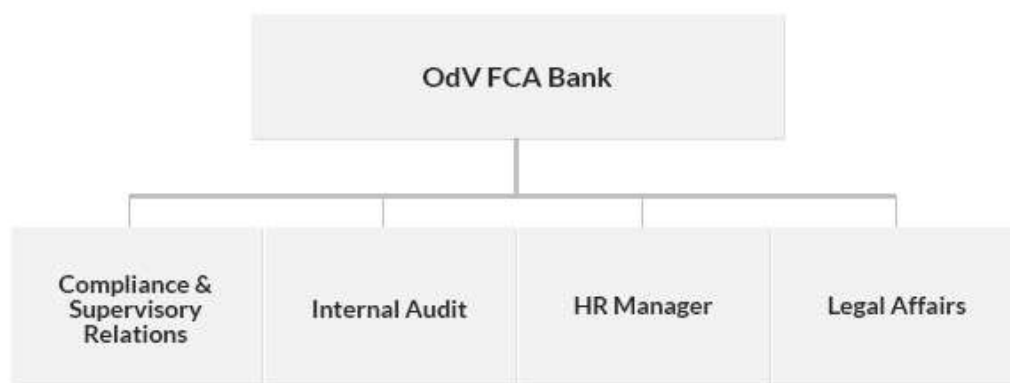 OdV FCA Bank
Compliance &
Supervisory
Relations
Internal Audit
HR Manager
Legal Affairs